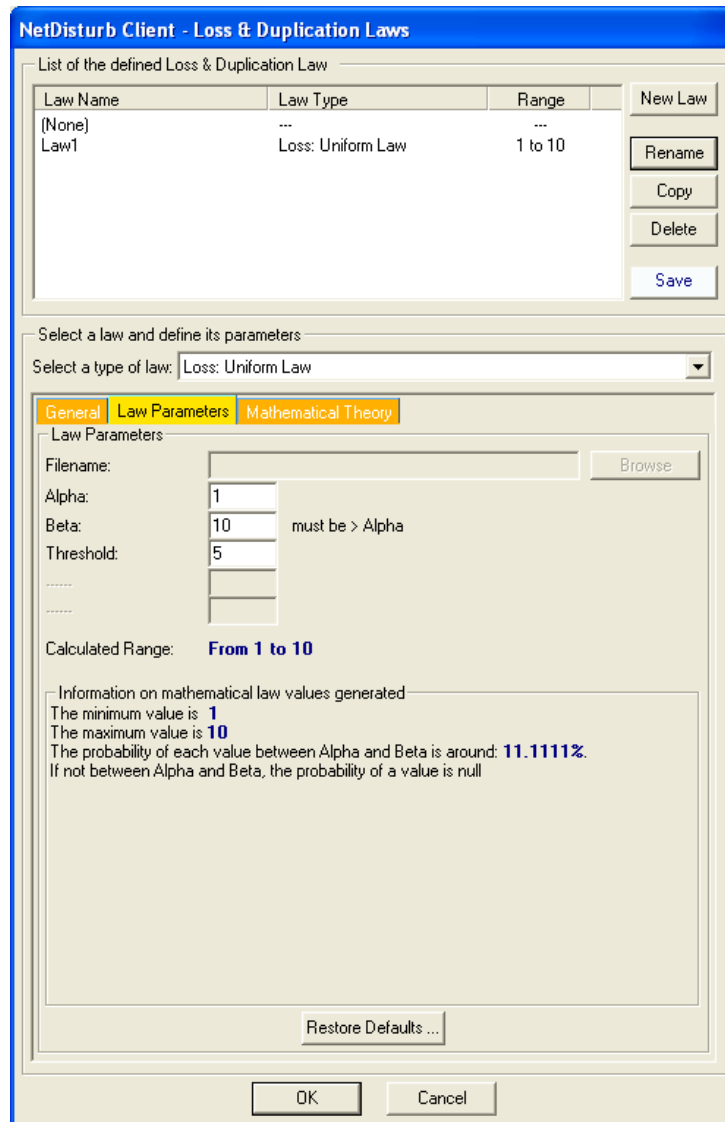 NetDisturb Client - Loss & Duplication Laws
List of the defined Loss & Duplication Law
Law Name Law Type Range
(None) --- ---
Law1 Loss: Uniform Law 1 to 10
New Law
Rename
Copy
Delete
Save
Select a law and define its parameters
Select a type of law: Loss: Uniform Law
General Law Parameters Mathematical Theory
Law Parameters
Filename: Browse
Alpha: 1
Beta: 10 must be > Alpha
Threshold: 5
------
------
Calculated Range: From 1 to 10
Information on mathematical law values generated
The minimum value is 1
The maximum value is 10
The probability of each value between Alpha and Beta is around: 11.1111%.
If not between Alpha and Beta, the probability of a value is null
Restore Defaults ...
OK Cancel